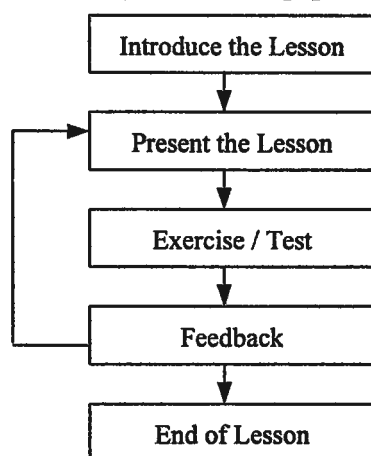 Introduce the Lesson
Present the Lesson
Exercise / Test
Feedback
End of Lesson